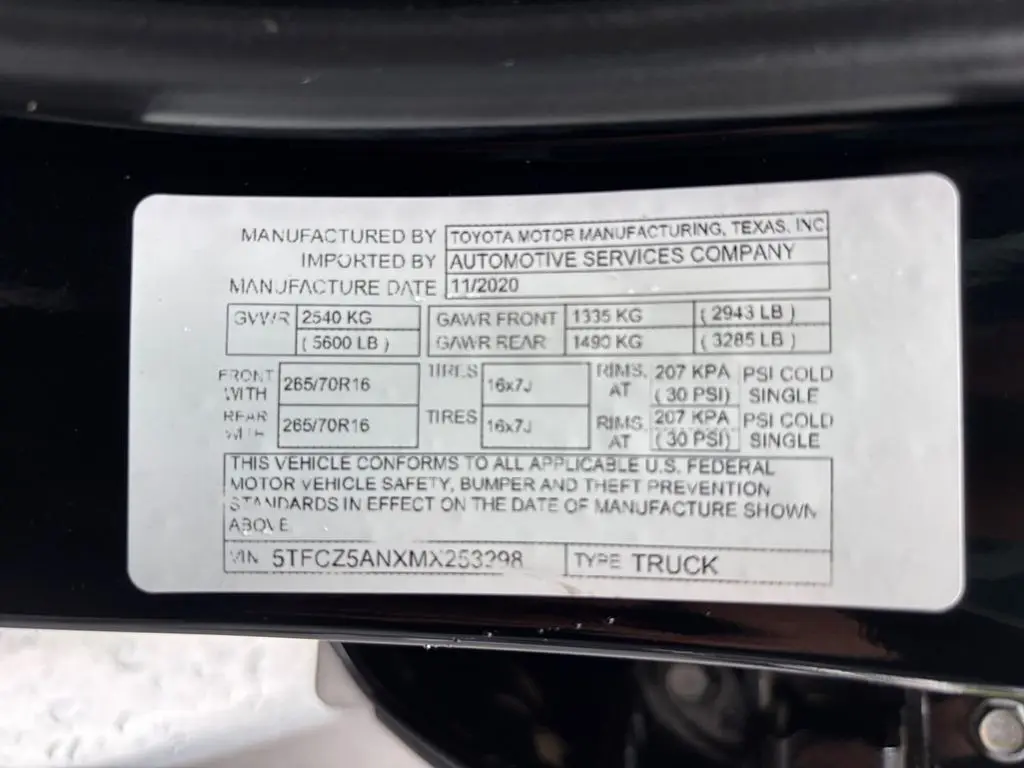 MANUFACTURED BY TOYOTA MOTOR MANUFACTURING, TEXAS, INC
IMPORTED BY AUTOMOTIVE SERVICES COMPANY
MANUFACTURE DATE 11/2020
GVWR 2540 KG GAWR FRONT 1335 KG (2943 LB)
(5600 LB) GAWR REAR 1490 KG (3285 LB)
FRONT WITH 265/70R16 TIRES 16x7J RIMS, AT 207 KPA (30 PSI) PSI COLD SINGLE
REAR WITH 265/70R16 TIRES 16x7J RIMS, AT 207 KPA (30 PSI) PSI COLD SINGLE
THIS VEHICLE CONFORMS TO ALL APPLICABLE U.S. FEDERAL
MOTOR VEHICLE SAFETY, BUMPER AND THEFT PREVENTION
STANDARDS IN EFFECT ON THE DATE OF MANUFACTURE SHOWN
ABOVE
VIN 5TFCZ5ANXMX253298 TYPE TRUCK